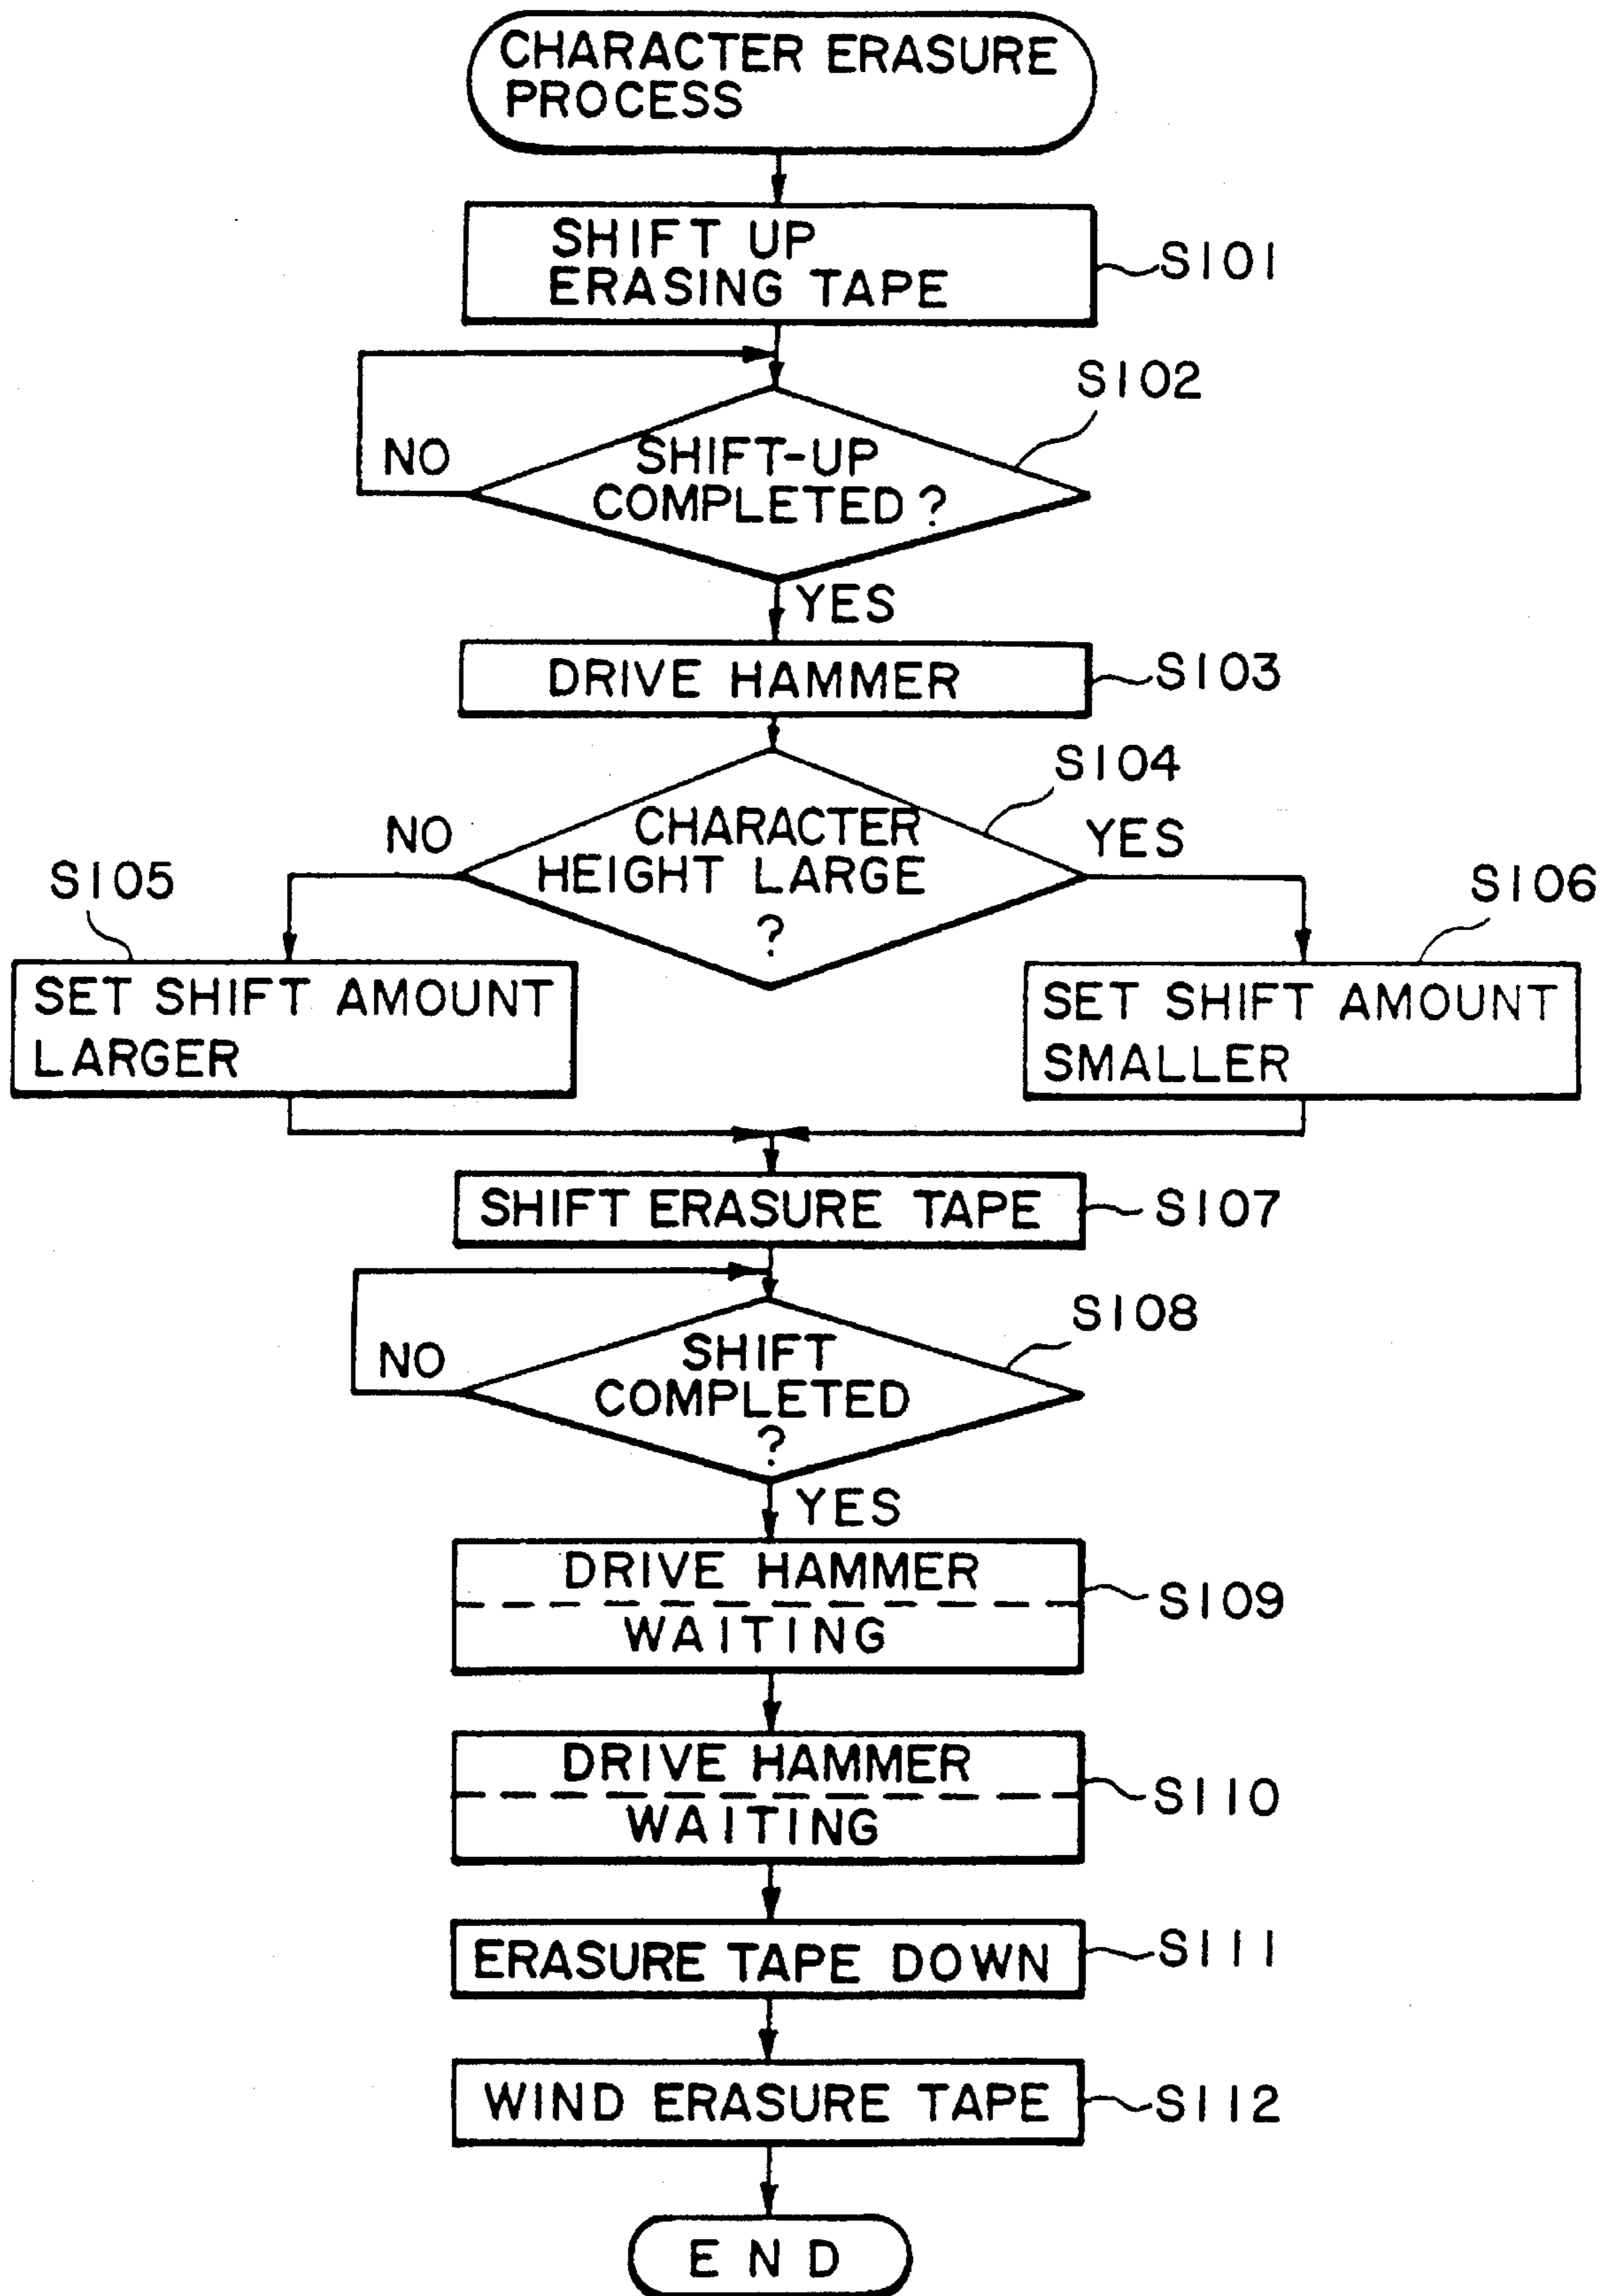 CHARACTER ERASURE
PROCESS
SHIFT UP
ERASING TAPE
S101
S102
NO
SHIFT-UP
COMPLETED?
YES
DRIVE HAMMER
S103
S104
NO
CHARACTER
HEIGHT LARGE
?
YES
S105
S106
SET SHIFT AMOUNT
LARGER
SET SHIFT AMOUNT
SMALLER
SHIFT ERASURE TAPE
S107
S108
NO
SHIFT
COMPLETED
?
YES
DRIVE HAMMER
WAITING
S109
DRIVE HAMMER
WAITING
S110
ERASURE TAPE DOWN
S111
WIND ERASURE TAPE
S112
END